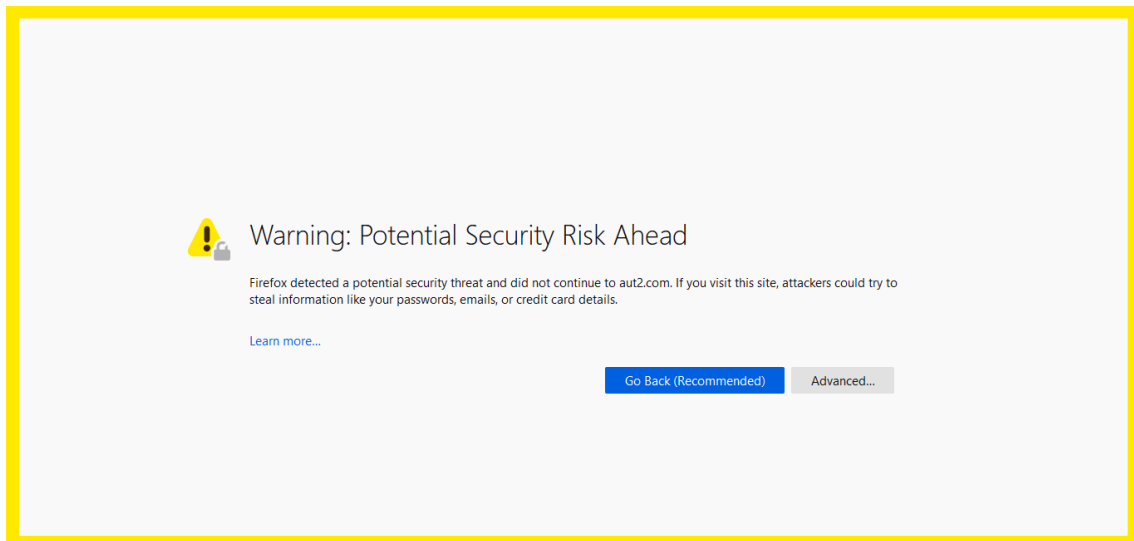 Warning: Potential Security Risk Ahead
Firefox detected a potential security threat and did not continue to aut2.com. If you visit this site, attackers could try to
steal information like your passwords, emails, or credit card details.
Learn more...
Go Back (Recommended)
Advanced...